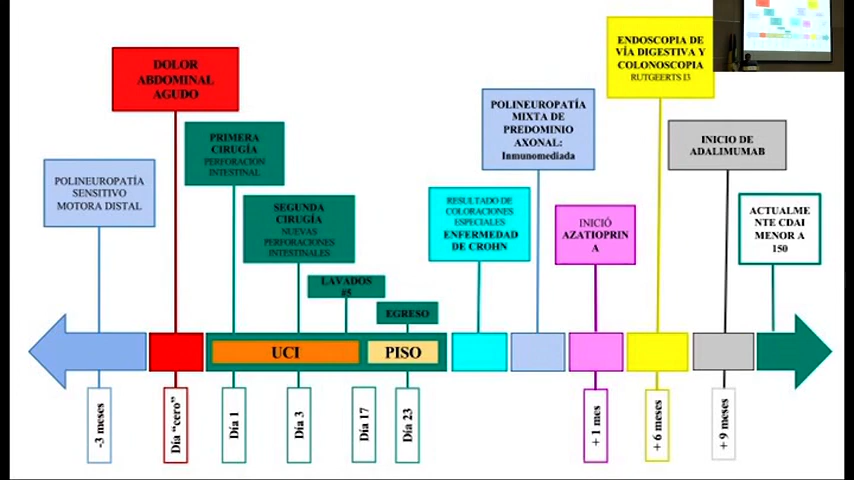 ENDOSCOPIA DE
VÍA DIGESTIVA Y
COLONOSCOPIA
RUTGEERTS I3
DOLOR
ABDOMINAL
AGUDO
POLINEUROPATÍA
MIXTA DE
PREDOMINIO
AXONAL:
Inmunomediada
PRIMERA
CIRUGÍA
PERFORACIÓN
INTESTINAL
INICIO DE
ADALIMUMAB
POLINEUROPATÍA
SENSITIVO
MOTORA DISTAL
SEGUNDA
CIRUGÍA
NUEVAS
PERFORACIONES
INTESTINALES
RESULTADO DE
COLORACIONES
ESPECIALES
ENFERMEDAD
DE CROHN
INICIÓ
AZATIOPRIN
A
ACTUALME
NTE CDAI
MENOR A
150
LAVADOS
#5
EGRESO
UCI
PISO
-3 meses
Día “cero”
Día 1
Día 3
Día 17
Día 23
+ 1 mes
+ 6 meses
+ 9 meses